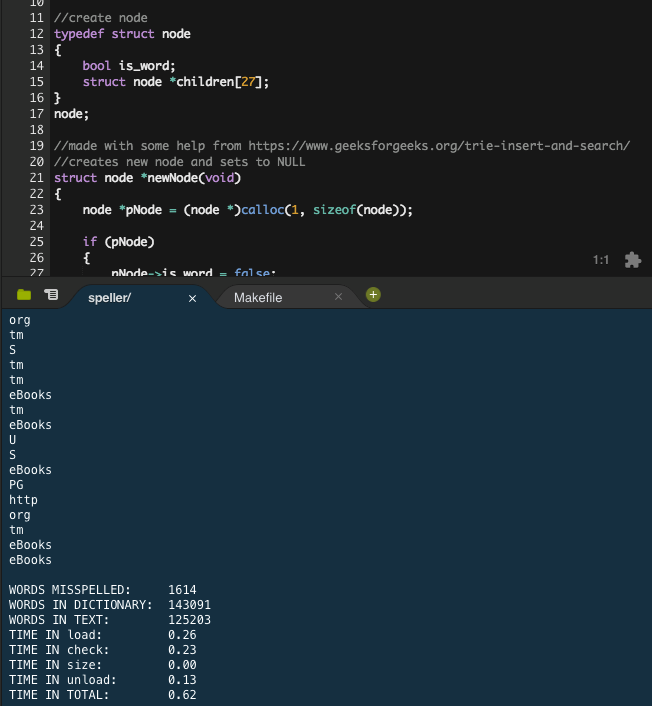 10
11 //create node
12 typedef struct node
13 {
14     bool is_word;
15     struct node *children[27];
16 }
17 node;
18
19 //made with some help from https://www.geeksforgeeks.org/trie-insert-and-search/
20 //creates new node and sets to NULL
21 struct node *newNode(void)
22 {
23     node *pNode = (node *)calloc(1, sizeof(node));
24
25     if (pNode)
26     {
27         pNode->is_word = false;
1:1
speller/ × Makefile ×
org
tm
S
tm
tm
eBooks
tm
eBooks
U
S
eBooks
PG
http
org
tm
eBooks
eBooks
WORDS MISSPELLED:     1614
WORDS IN DICTIONARY:  143091
WORDS IN TEXT:        125203
TIME IN load:         0.26
TIME IN check:        0.23
TIME IN size:         0.00
TIME IN unload:       0.13
TIME IN TOTAL:        0.62